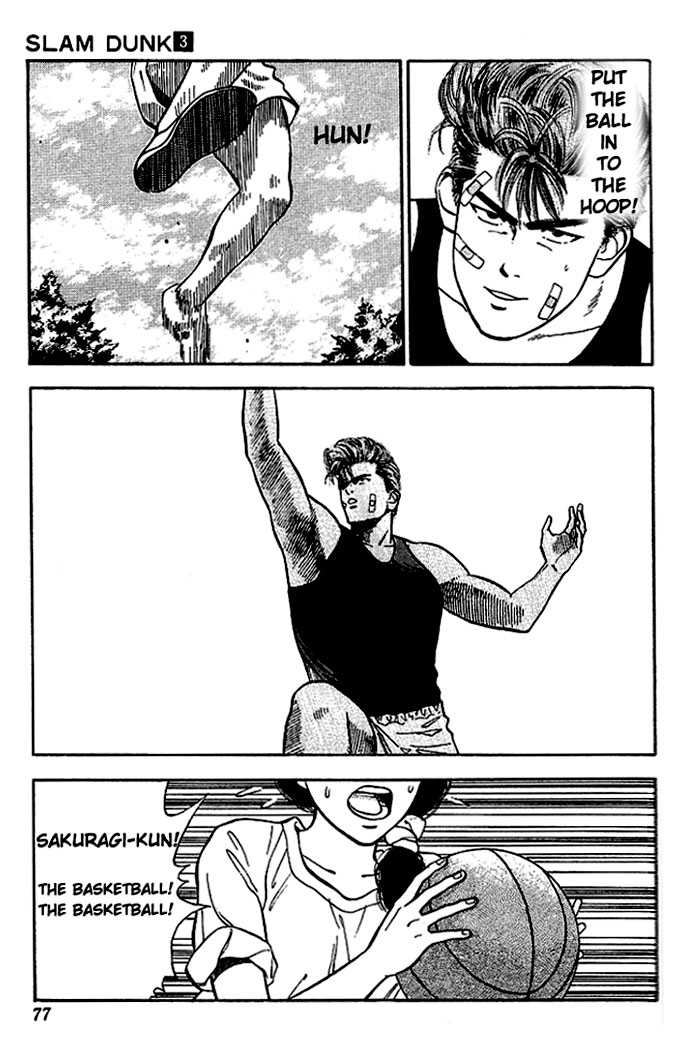 SLAM DUNK 3
PUT
THE
BALL
IN
TO
THE
HOOP!
HUN!
SAKURAGI-KUN!
THE BASKETBALL!
THE BASKETBALL!
77